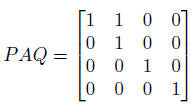 PAQ =
1 1 0 0
0 1 0 0
0 0 1 0
0 0 0 1